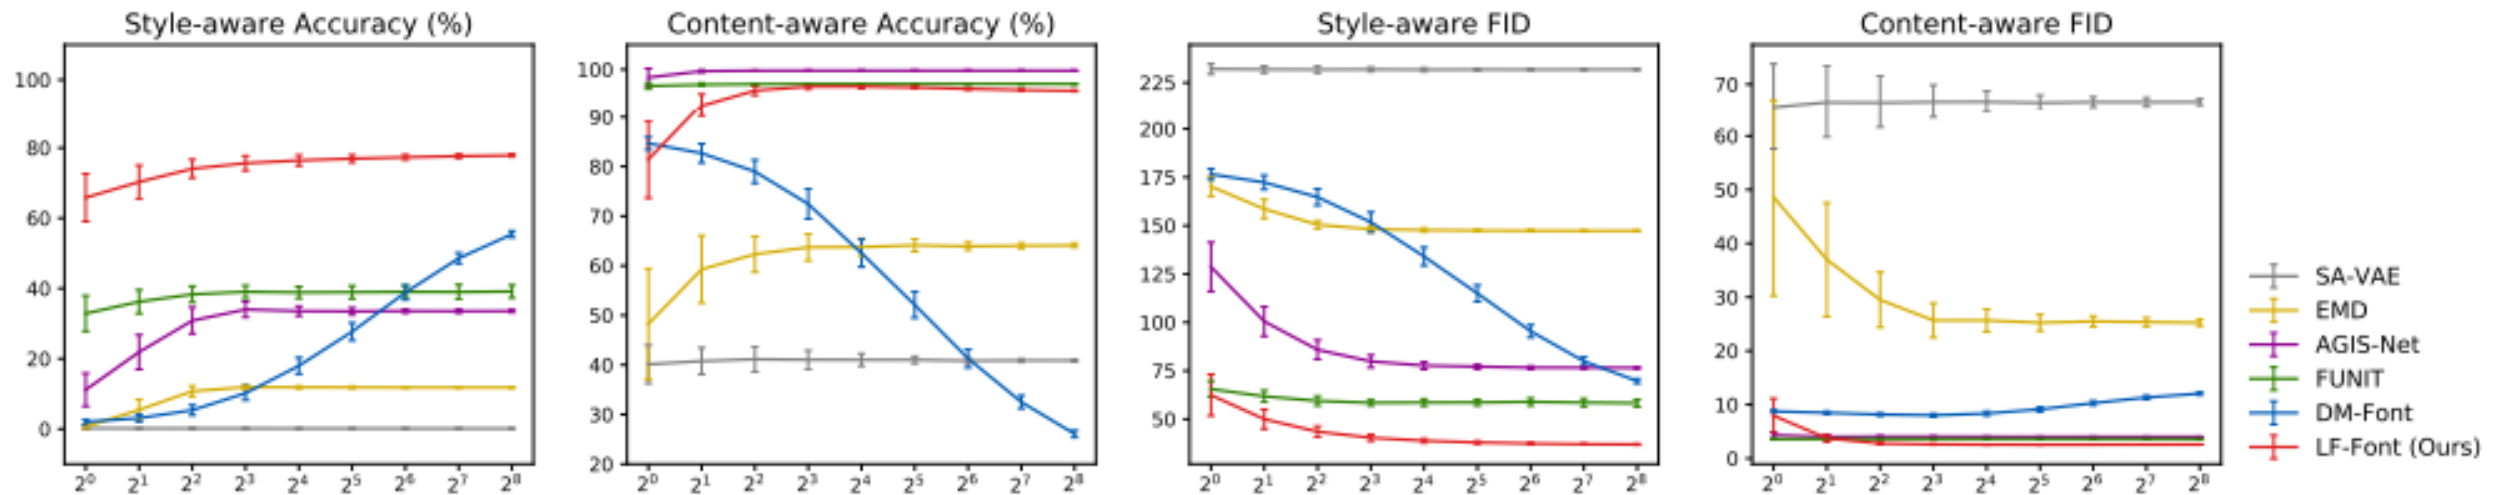 Style-aware Accuracy (%)
100
80
60
40
20
0
2⁰ 2¹ 2² 2³ 2⁴ 2⁵ 2⁶ 2⁷ 2⁸
Content-aware Accuracy (%)
100
90
80
70
60
50
40
30
20
2⁰ 2¹ 2² 2³ 2⁴ 2⁵ 2⁶ 2⁷ 2⁸
Style-aware FID
225
200
175
150
125
100
75
50
2⁰ 2¹ 2² 2³ 2⁴ 2⁵ 2⁶ 2⁷ 2⁸
Content-aware FID
70
60
50
40
30
20
10
0
2⁰ 2¹ 2² 2³ 2⁴ 2⁵ 2⁶ 2⁷ 2⁸
SA-VAE
EMD
AGIS-Net
FUNIT
DM-Font
LF-Font (Ours)